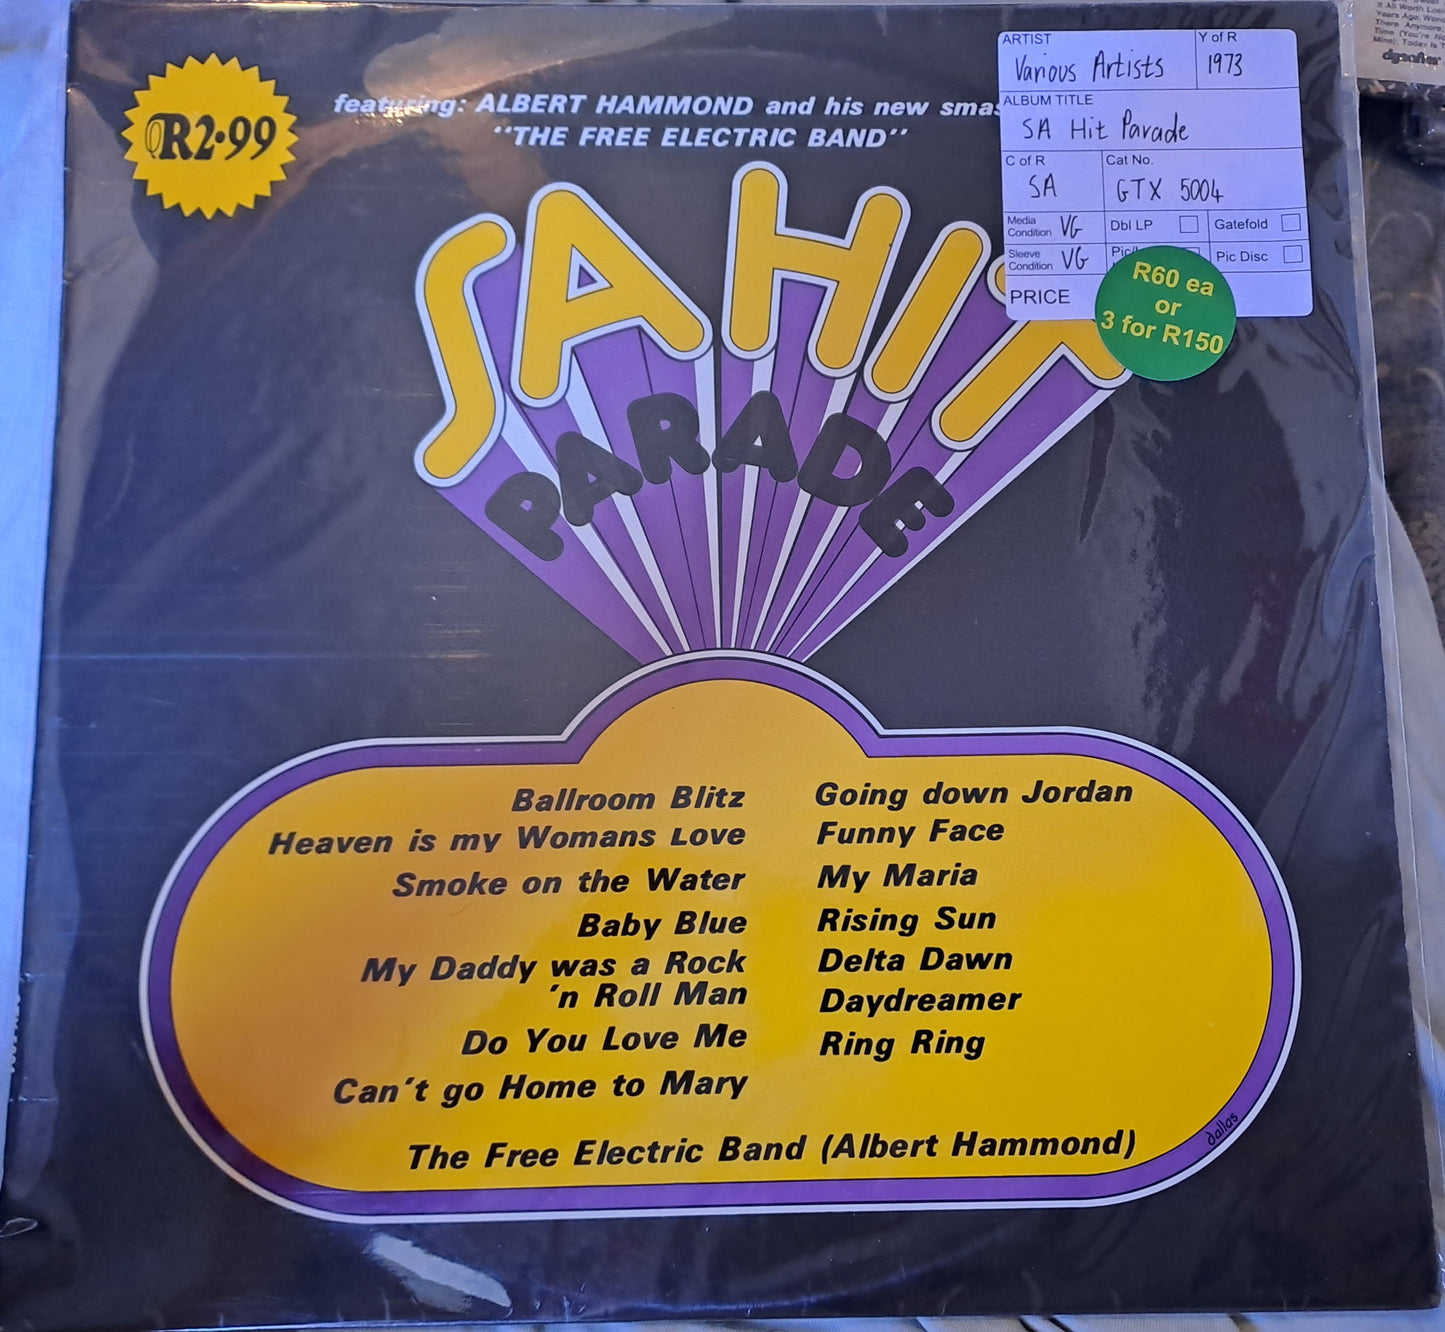 R2·99
featuring: ALBERT HAMMOND and his new
"THE FREE ELECTRIC BAND"
SA HIT
PARADE
ARTIST
Various Artists
Y of R
1973
ALBUM TITLE
SA Hit Parade
C of R
SA
Cat No.
GTX 5004
Media
Condition VG
Dbl LP
Gatefold
Sleeve
Condition VG
Pic Disc
PRICE
R60 ea
or
3 for R150
Ballroom Blitz
Heaven is my Womans Love
Smoke on the Water
Baby Blue
My Daddy was a Rock
'n Roll Man
Do You Love Me
Can't go Home to Mary
Going down Jordan
Funny Face
My Maria
Rising Sun
Delta Dawn
Daydreamer
Ring Ring
The Free Electric Band (Albert Hammond)
dallas